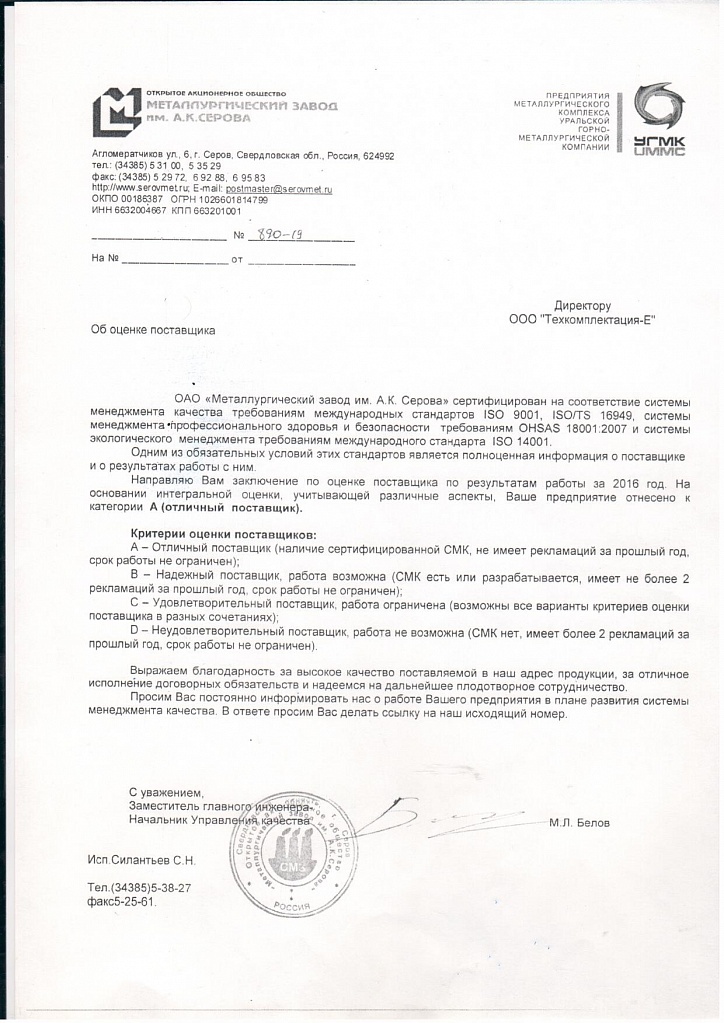 ОТКРЫТОЕ АКЦИОНЕРНОЕ ОБЩЕСТВО
МЕТАЛЛУРГИЧЕСКИЙ ЗАВОД
им. А.К.СЕРОВА
ПРЕДПРИЯТИЯ
МЕТАЛЛУРГИЧЕСКОГО
КОМПЛЕКСА
УРАЛЬСКОЙ
ГОРНО-
МЕТАЛЛУРГИЧЕСКОЙ
КОМПАНИИ
УГМК
UMMC
Агломератчиков ул., 6, г. Серов, Свердловская обл., Россия, 624992
тел.: (34385) 5 31 00, 5 35 29
факс: (34385) 5 29 72, 6 92 88, 6 95 83
http://www.serovmet.ru; E-mail: postmaster@serovmet.ru
ОКПО 00186387 ОГРН 1026601814799
ИНН 6632004667 КПП 663201001
№ 890-19
На № от
Директору
ООО "Техкомплектация-Е"
Об оценке поставщика
ОАО «Металлургический завод им. А.К. Серова» сертифицирован на соответствие системы
менеджмента качества требованиям международных стандартов ISO 9001, ISO/TS 16949, системы
менеджмента профессионального здоровья и безопасности требованиям OHSAS 18001:2007 и системы
экологического менеджмента требованиям международного стандарта ISO 14001.
Одним из обязательных условий этих стандартов является полноценная информация о поставщике
и о результатах работы с ним.
Направляю Вам заключение по оценке поставщика по результатам работы за 2016 год. На
основании интегральной оценки, учитывающей различные аспекты, Ваше предприятие отнесено к
категории А (отличный поставщик).
Критерии оценки поставщиков:
А – Отличный поставщик (наличие сертифицированной СМК, не имеет рекламаций за прошлый год,
срок работы не ограничен);
В – Надежный поставщик, работа возможна (СМК есть или разрабатывается, имеет не более 2
рекламаций за прошлый год, срок работы не ограничен);
С – Удовлетворительный поставщик, работа ограничена (возможны все варианты критериев оценки
поставщика в разных сочетаниях);
D – Неудовлетворительный поставщик, работа не возможна (СМК нет, имеет более 2 рекламаций за
прошлый год, срок работы не ограничен).
Выражаем благодарность за высокое качество поставляемой в наш адрес продукции, за отличное
исполнение договорных обязательств и надеемся на дальнейшее плодотворное сотрудничество.
Просим Вас постоянно информировать нас о работе Вашего предприятия в плане развития системы
менеджмента качества. В ответе просим Вас делать ссылку на наш исходящий номер.
С уважением,
Заместитель главного инженера-
Начальник Управления качества
М.Л. Белов
Открытое акционерное общество
"Металлургический завод им. А.К.Серова"
СМЗ
РОССИЯ
Исп.Силантьев С.Н.
Тел.(34385)5-38-27
факс5-25-61.